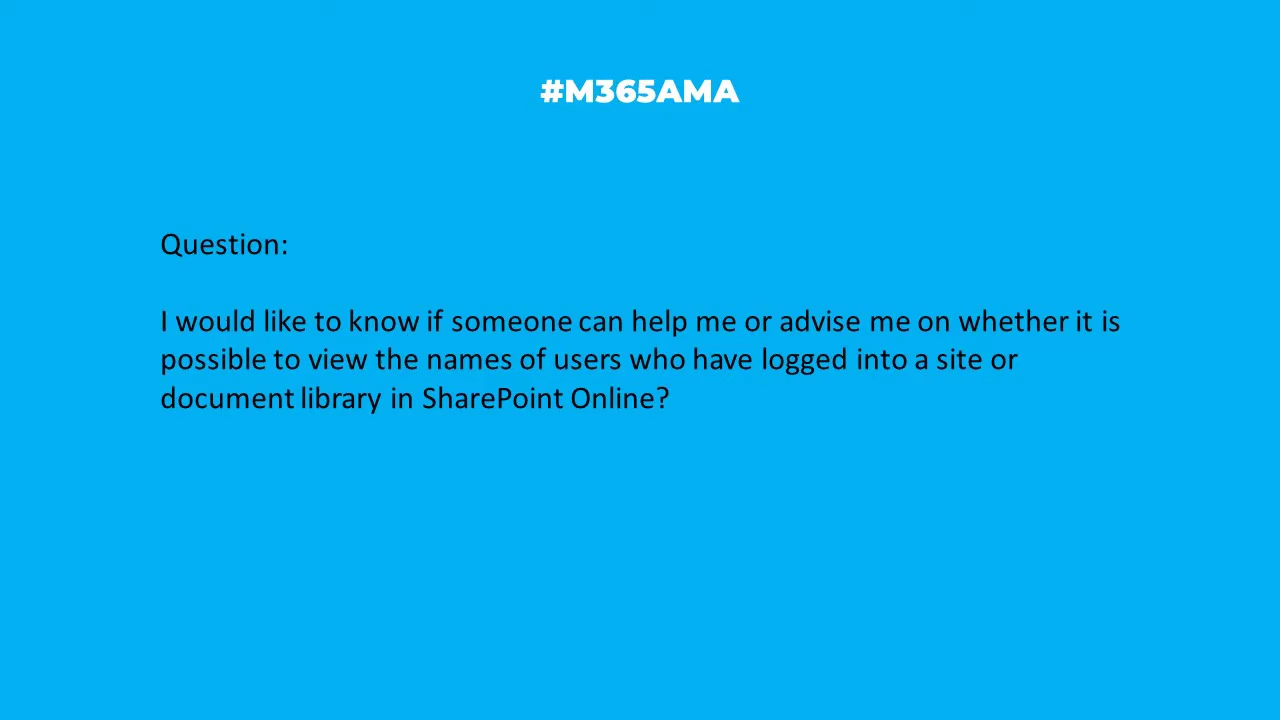 #M365AMA
Question:
I would like to know if someone can help me or advise me on whether it is
possible to view the names of users who have logged into a site or
document library in SharePoint Online?